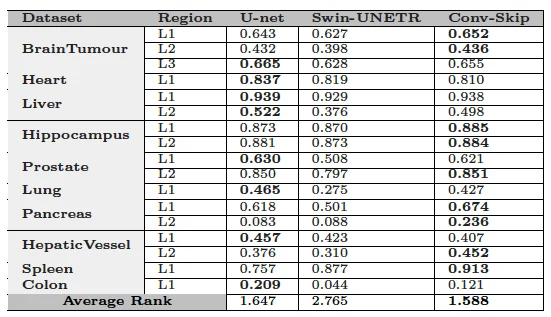 Dataset Region U-net Swin-UNETR Conv-Skip
BrainTumour L1 0.643 0.627 0.652
L2 0.432 0.398 0.436
L3 0.665 0.628 0.655
Heart L1 0.837 0.819 0.810
Liver L1 0.939 0.929 0.938
L2 0.522 0.376 0.498
Hippocampus L1 0.873 0.870 0.885
L2 0.881 0.873 0.884
Prostate L1 0.630 0.508 0.621
L2 0.850 0.797 0.851
Lung L1 0.465 0.275 0.427
Pancreas L1 0.618 0.501 0.674
L2 0.083 0.088 0.236
HepaticVessel L1 0.457 0.423 0.407
L2 0.376 0.310 0.452
Spleen L1 0.757 0.877 0.913
Colon L1 0.209 0.044 0.121
Average Rank 1.647 2.765 1.588